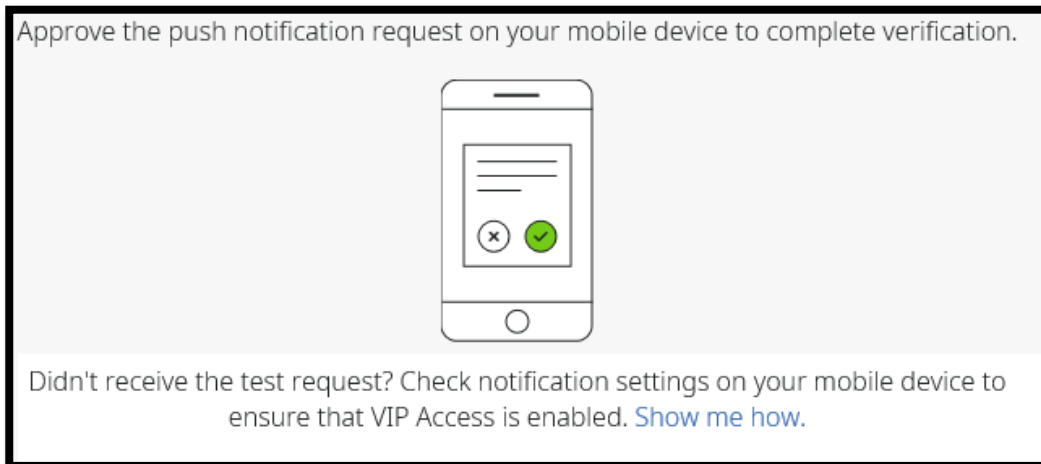 Approve the push notification request on your mobile device to complete verification.
Didn't receive the test request? Check notification settings on your mobile device to
ensure that VIP Access is enabled. Show me how.